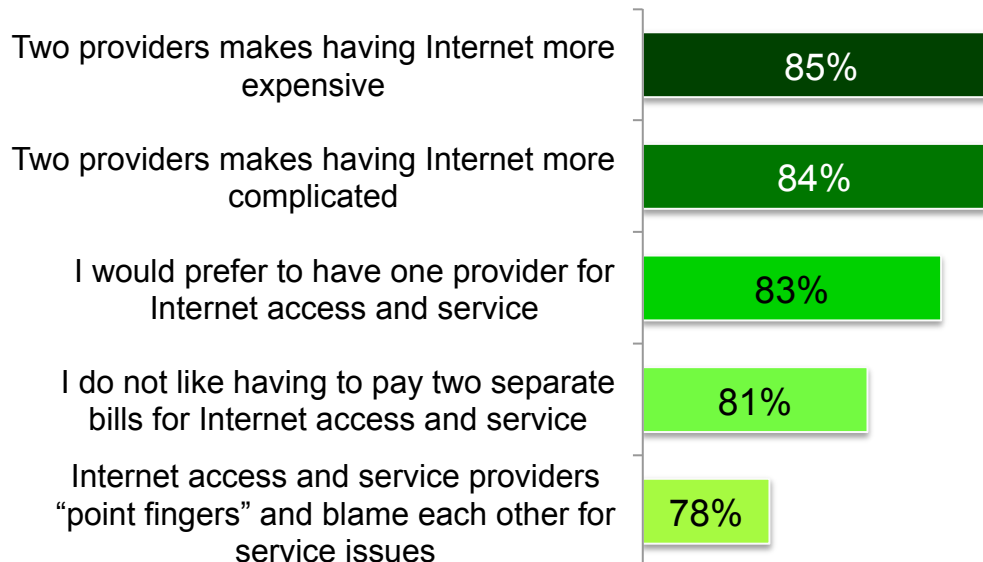 Two providers makes having Internet more
expensive
85%
Two providers makes having Internet more
complicated
84%
I would prefer to have one provider for
Internet access and service
83%
I do not like having to pay two separate
bills for Internet access and service
81%
Internet access and service providers
“point fingers” and blame each other for
service issues
78%